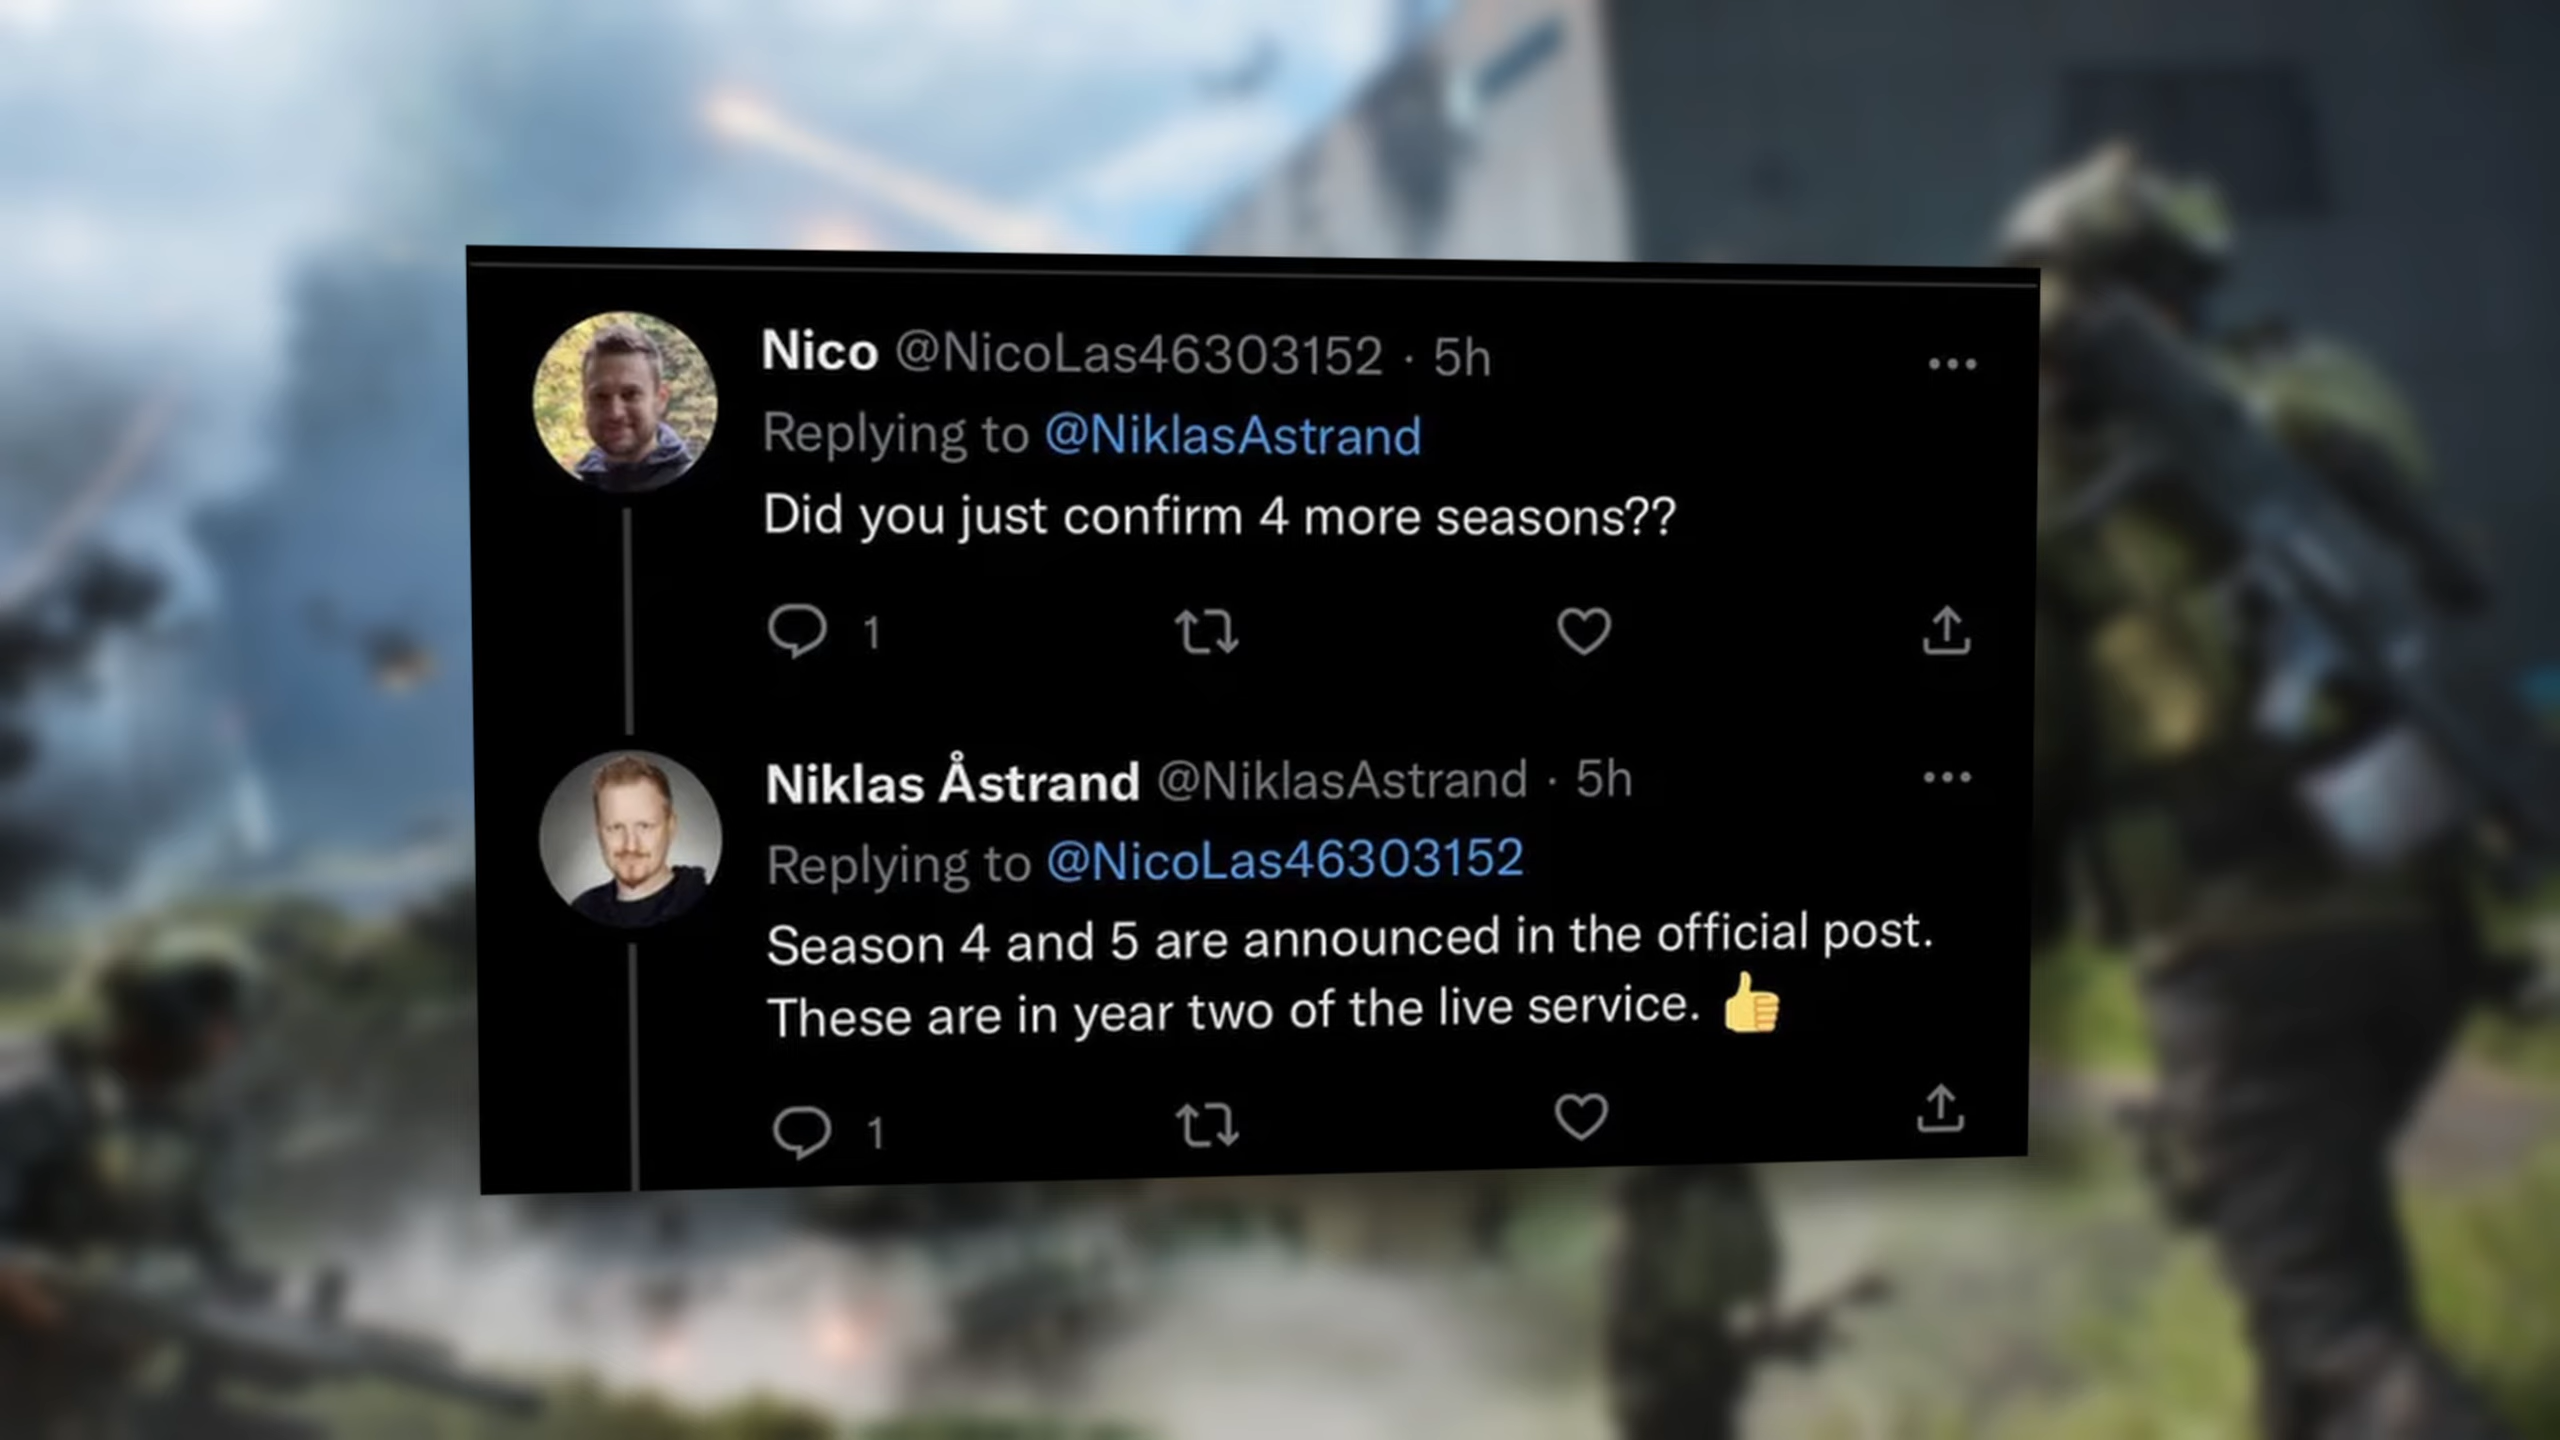 Nico @NicoLas46303152 · 5h
Replying to @NiklasAstrand
Did you just confirm 4 more seasons??
1
Niklas Åstrand @NiklasAstrand · 5h
Replying to @NicoLas46303152
Season 4 and 5 are announced in the official post.
These are in year two of the live service. 👍
1